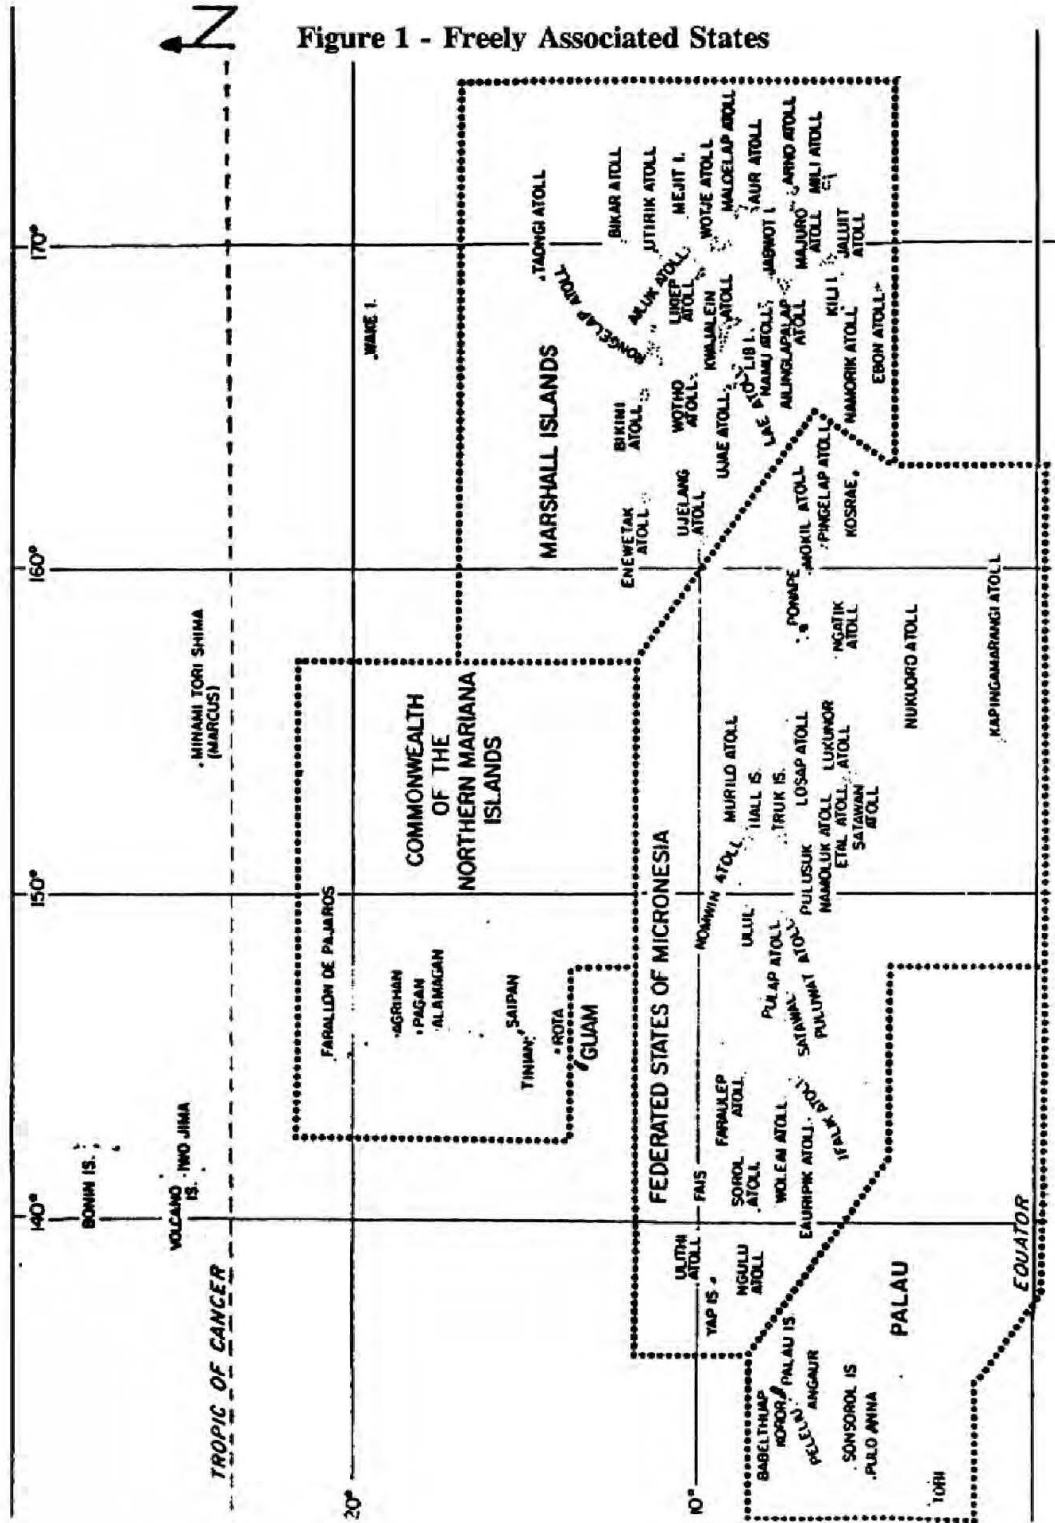 Figure 1 - Freely Associated States
N
140°
150°
160°
170°
BONIN IS.
VOLCANO
IS.
IWO JIMA
MINAMI TORI SHIMA
(MARCUS)
TROPIC OF CANCER
20°
WAKE I.
FARALLON DE PAJAROS
COMMONWEALTH
OF THE
NORTHERN MARIANA
ISLANDS
AGRIHAN
PAGAN
ALAMAGAN
SAIPAN
TINIAN
ROTA
GUAM
MARSHALL ISLANDS
TAONGI ATOLL
RONGELAP ATOLL
BIKAR ATOLL
UTIRIK ATOLL
MEJIT I.
AILUK ATOLL
LIKIEP
ATOLL
WOTJE ATOLL
MALOELAP ATOLL
BIKINI
ATOLL
WOTHO
ATOLL
KWAJALEIN
ATOLL
AUR ATOLL
ENEWETAK
ATOLL
UJELANG
ATOLL
UJAE ATOLL
LAE ATOLL
LIB I.
NAMU ATOLL
JABWOT I.
AILINGLAPALAP
ATOLL
MAJURO
ATOLL
ARNO ATOLL
MILI ATOLL
JALUIT
ATOLL
KILI I.
NAMORIK ATOLL
EBON ATOLL
FEDERATED STATES OF MICRONESIA
10°
ULITHI
ATOLL
YAP IS
FAIS
NGULU
ATOLL
SOROL
ATOLL
FARAULEP
ATOLL
WOLEAI ATOLL
EAURIPIK ATOLL
IFALIK ATOLL
NOMWIN ATOLL
MURILO ATOLL
HALL IS.
ULUL
TRUK IS.
PULAP ATOLL
SATAWAL
PULUWAT ATOLL
PULUSUK
LOSAP ATOLL
NAMOLUK ATOLL
ETAL ATOLL
LUKUNOR
ATOLL
SATAWAN
ATOLL
PONAPE
MOKIL ATOLL
PINGELAP ATOLL
KOSRAE
NGATIK
ATOLL
NUKUORO ATOLL
KAPINGAMARANGI ATOLL
BABELTHUAP
KOROR
PALAU IS.
PELELIU
ANGAUR
SONSOROL IS
PULO ANNA
TOBI
PALAU
EQUATOR